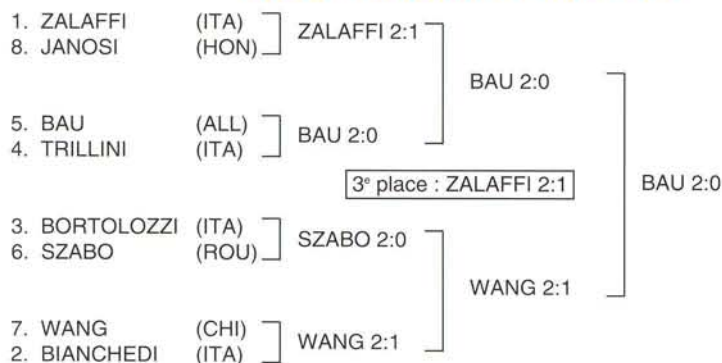 1. ZALAFFI (ITA)
8. JANOSI (HON)
ZALAFFI 2:1
BAU 2:0
5. BAU (ALL)
4. TRILLINI (ITA)
BAU 2:0
3e place : ZALAFFI 2:1
BAU 2:0
3. BORTOLOZZI (ITA)
6. SZABO (ROU)
SZABO 2:0
WANG 2:1
7. WANG (CHI)
2. BIANCHEDI (ITA)
WANG 2:1